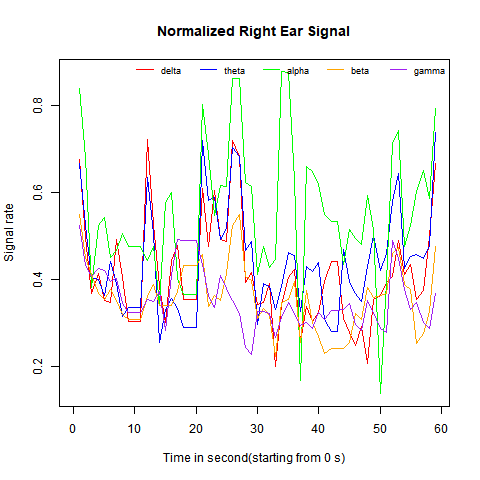 Normalized Right Ear Signal
delta theta alpha beta gamma
0.8
0.6
0.4
0.2
Signal rate
0 10 20 30 40 50 60
Time in second(starting from 0 s)